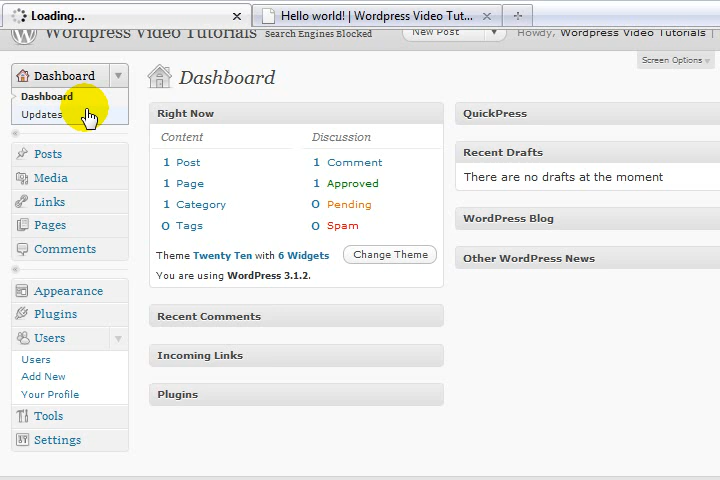 Loading...
Hello world! | Wordpress Video Tut...
Wordpress Video Tutorials
Search Engines Blocked
New Post
Howdy, Wordpress Video Tutorials |
Screen Options
Dashboard
Dashboard
Updates
Posts
Media
Links
Pages
Comments
Appearance
Plugins
Users
Users
Add New
Your Profile
Tools
Settings
Dashboard
Right Now
Content
Discussion
1 Post
1 Comment
1 Page
1 Approved
1 Category
0 Pending
0 Tags
0 Spam
Theme Twenty Ten with 6 Widgets
Change Theme
You are using WordPress 3.1.2.
Recent Comments
Incoming Links
Plugins
QuickPress
Recent Drafts
There are no drafts at the moment
WordPress Blog
Other WordPress News